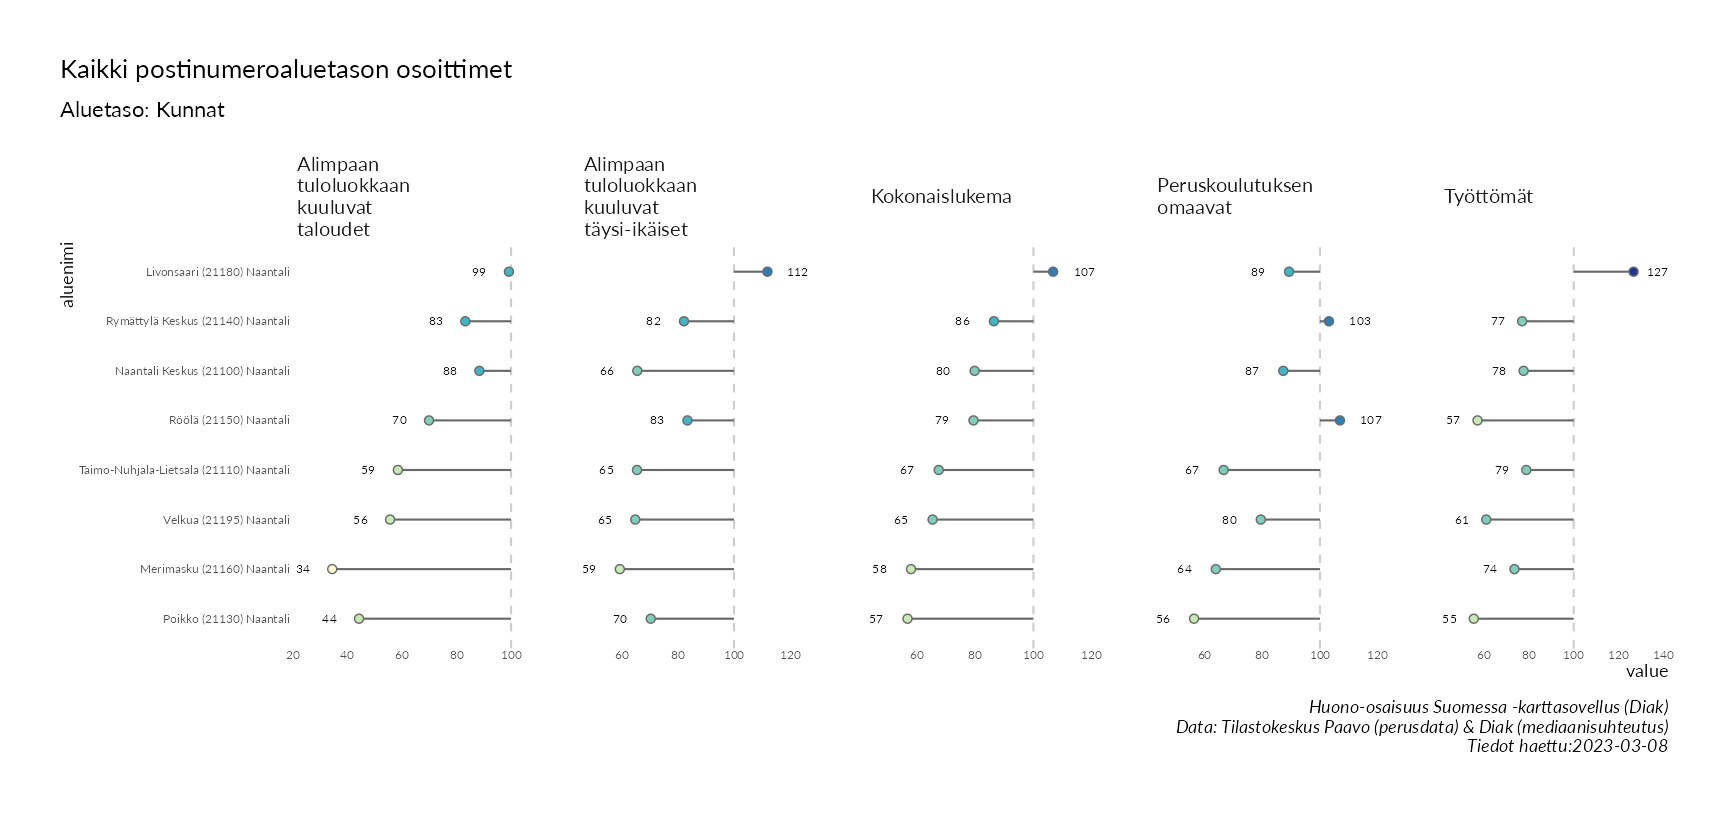 Kaikki postinumeroaluetason osoittimet
Aluetaso: Kunnat
Alimpaan
tuloluokkaan
kuuluvat
taloudet
Alimpaan
tuloluokkaan
kuuluvat
täysi-ikäiset
Kokonaislukema
Peruskoulutuksen
omaavat
Työttömät
aluenimi
Livonsaari (21180) Naantali 99 112 107 89 127
Rymättylä Keskus (21140) Naantali 83 82 86 103 77
Naantali Keskus (21100) Naantali 88 66 80 87 78
Röölä (21150) Naantali 70 83 79 107 57
Taimo-Nuhjala-Lietsala (21110) Naantali 59 65 67 67 79
Velkua (21195) Naantali 56 65 65 80 61
Merimasku (21160) Naantali 34 59 58 64 74
Poikko (21130) Naantali 44 70 57 56 55
20 40 60 80 100 60 80 100 120 60 80 100 120 60 80 100 120 60 80 100 120 140
value
Huono-osaisuus Suomessa -karttasovellus (Diak)
Data: Tilastokeskus Paavo (perusdata) & Diak (mediaanisuhteutus)
Tiedot haettu:2023-03-08